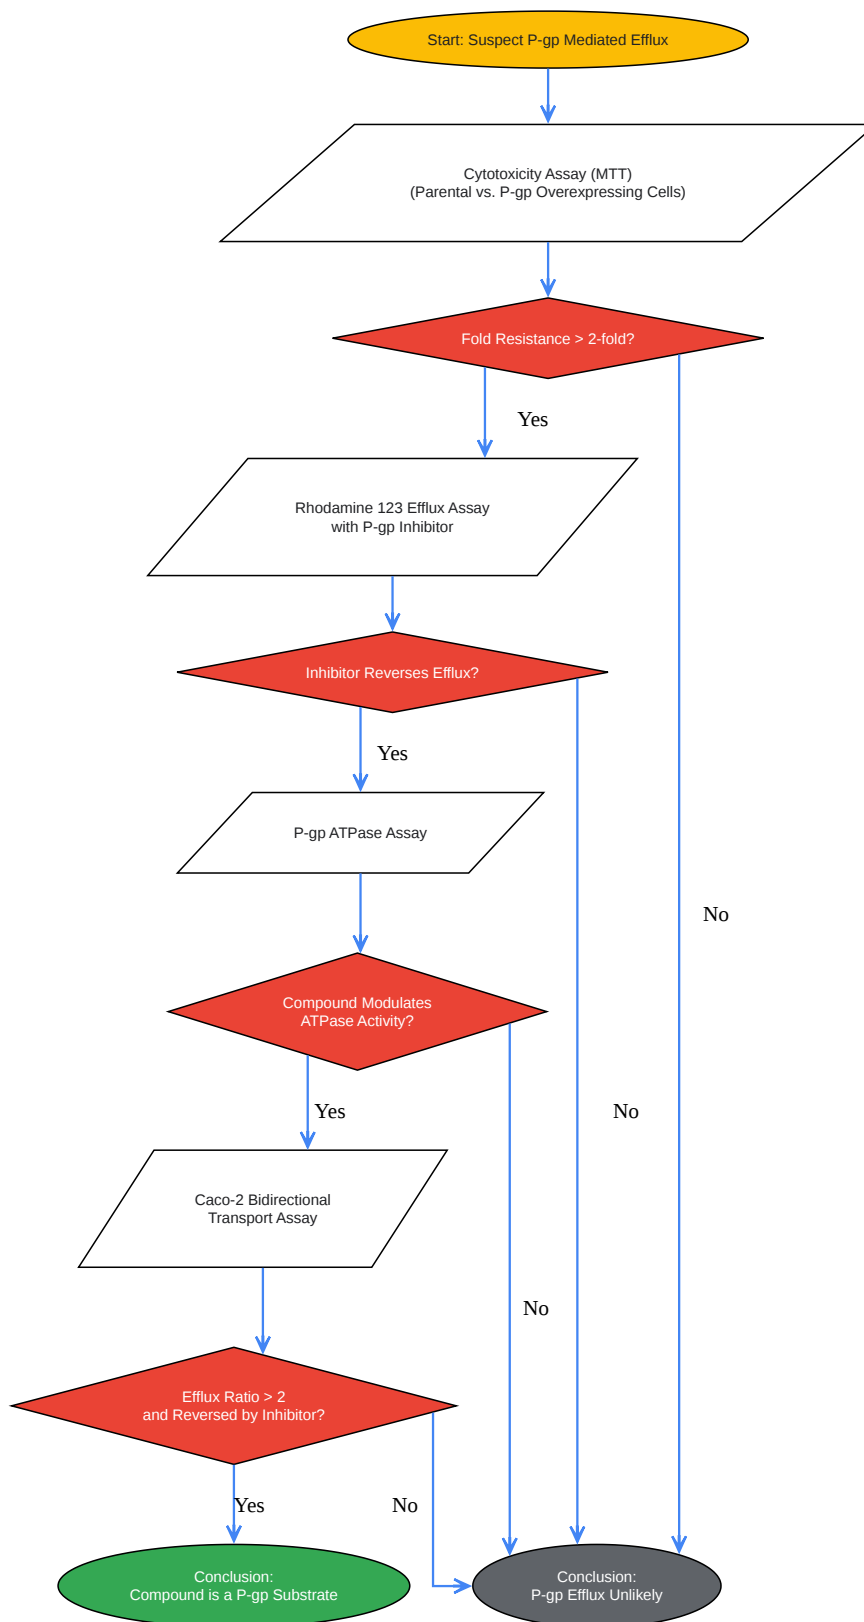 Start: Suspect P-gp Mediated Efflux
Cytotoxicity Assay (MTT)
(Parental vs. P-gp Overexpressing Cells)
Fold Resistance > 2-fold?
Yes
Rhodamine 123 Efflux Assay
with P-gp Inhibitor
Inhibitor Reverses Efflux?
Yes
P-gp ATPase Assay
No
Compound Modulates
ATPase Activity?
Yes
No
Caco-2 Bidirectional
Transport Assay
No
Efflux Ratio > 2
and Reversed by Inhibitor?
Yes
No
Conclusion:
Compound is a P-gp Substrate
Conclusion:
P-gp Efflux Unlikely